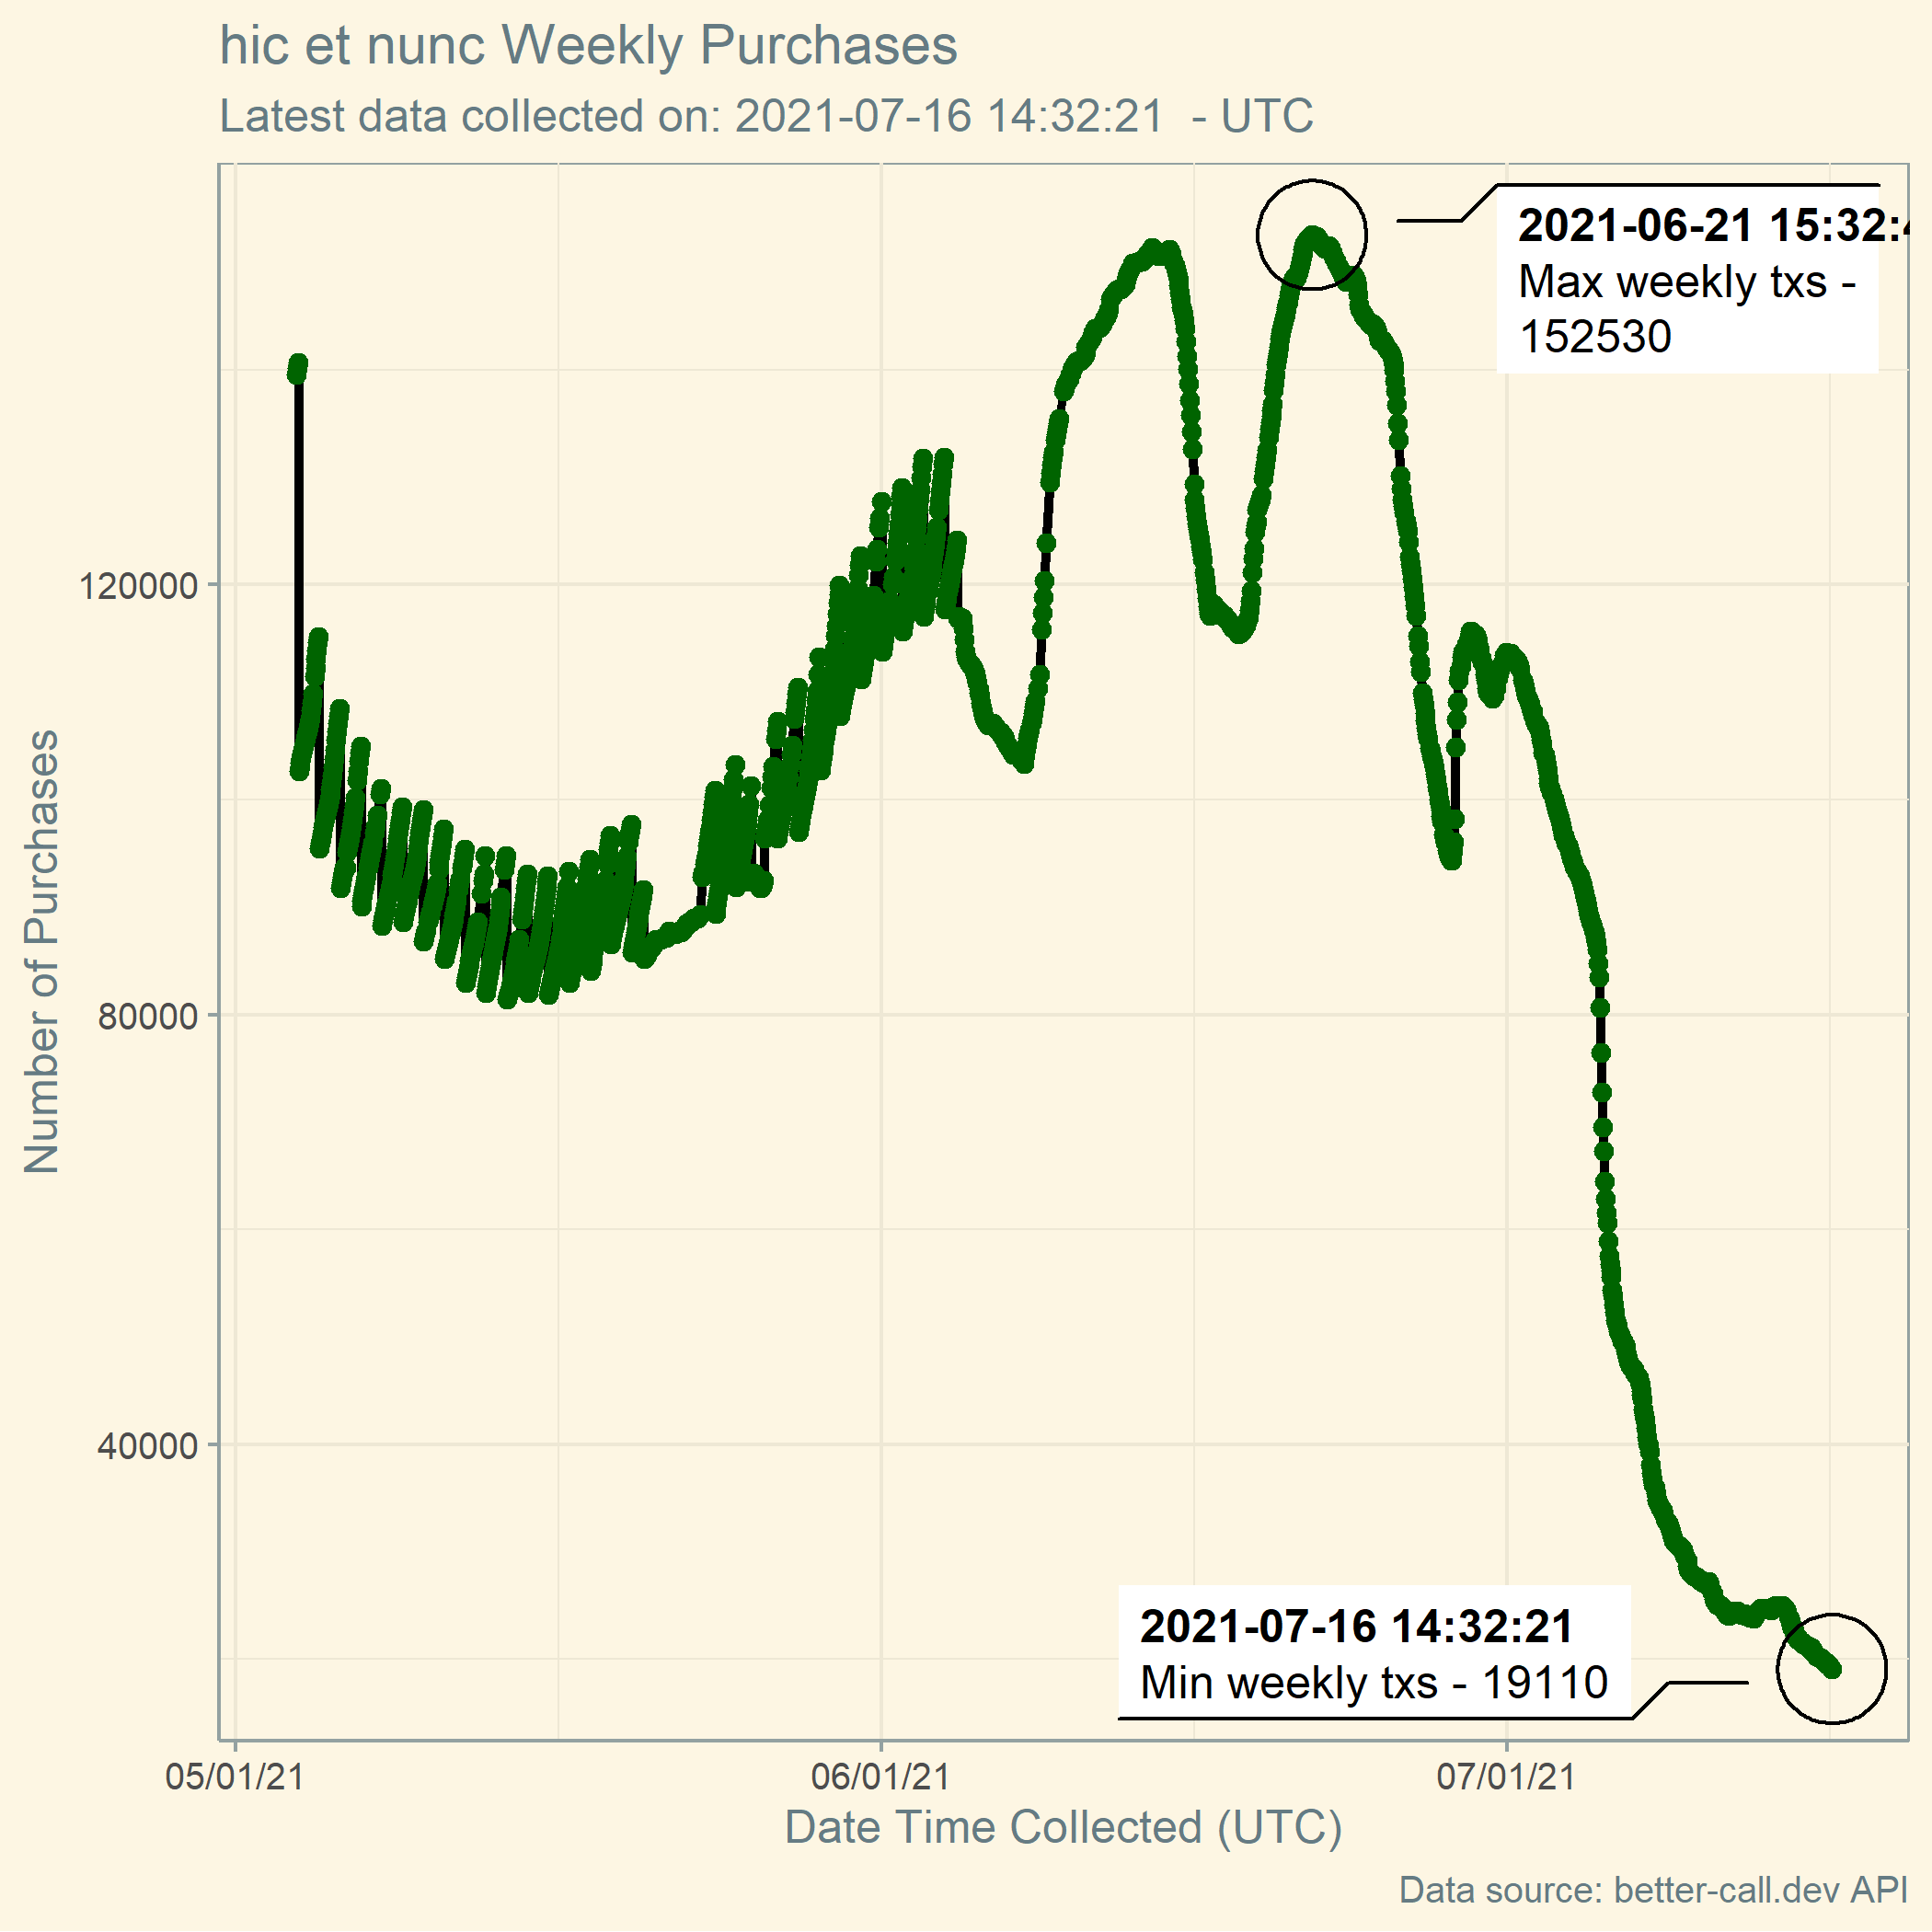 hic et nunc Weekly Purchases
Latest data collected on: 2021-07-16 14:32:21 - UTC
2021-06-21 15:32:
Max weekly txs -
152530
120000
80000
40000
Number of Purchases
2021-07-16 14:32:21
Min weekly txs - 19110
05/01/21
06/01/21
07/01/21
Date Time Collected (UTC)
Data source: better-call.dev API